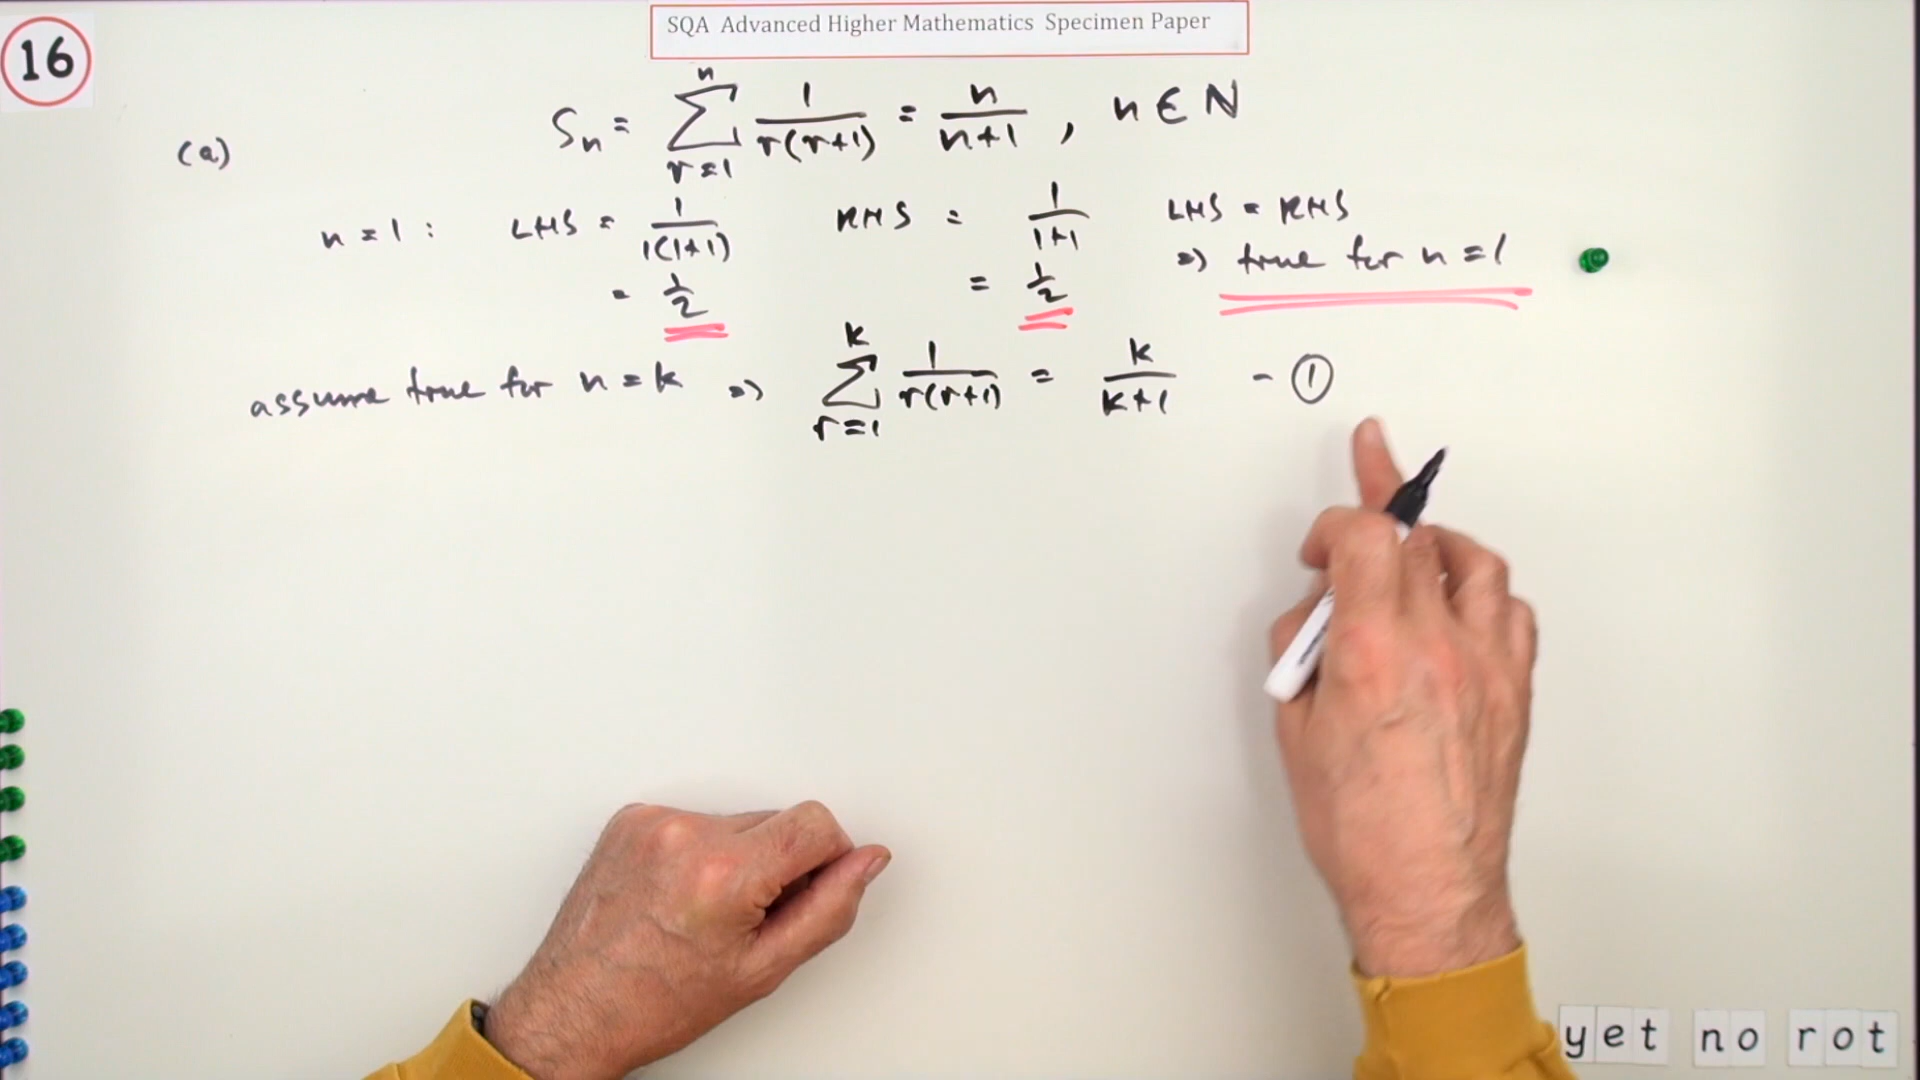 16
SQA Advanced Higher Mathematics Specimen Paper
(a)
Sₙ = ∑_{r=1}^{n} 1/(r(r+1)) = n/(n+1) , n ∈ ℕ
n = 1 : LHS = 1/(1(1+1)) RHS = 1/(1+1) LHS = RHS
= 1/2 = 1/2 ⇒ true for n = 1
assume true for n = k ⇒ ∑_{r=1}^{k} 1/(r(r+1)) = k/(k+1) - ①
yet no rot